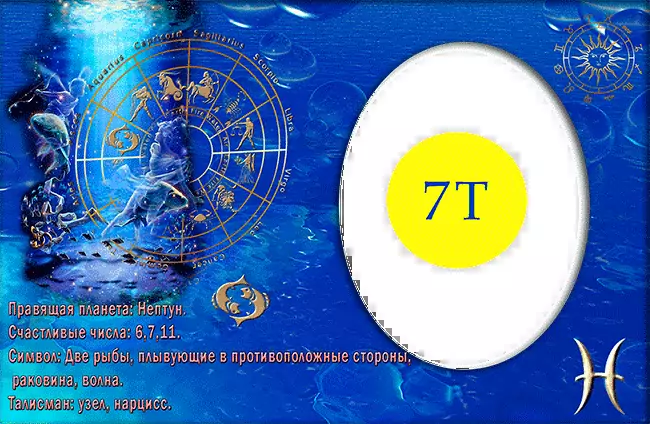 Aquarius Capricorn Sagittarius Scorpio Libra Virgo
7T
Правящая планета: Нептун.
Счастливые числа: 6,7,11.
Символ: Две рыбы, плывующие в противоположные стороны,
раковина, волна.
Талисман: узел, нарцисс.